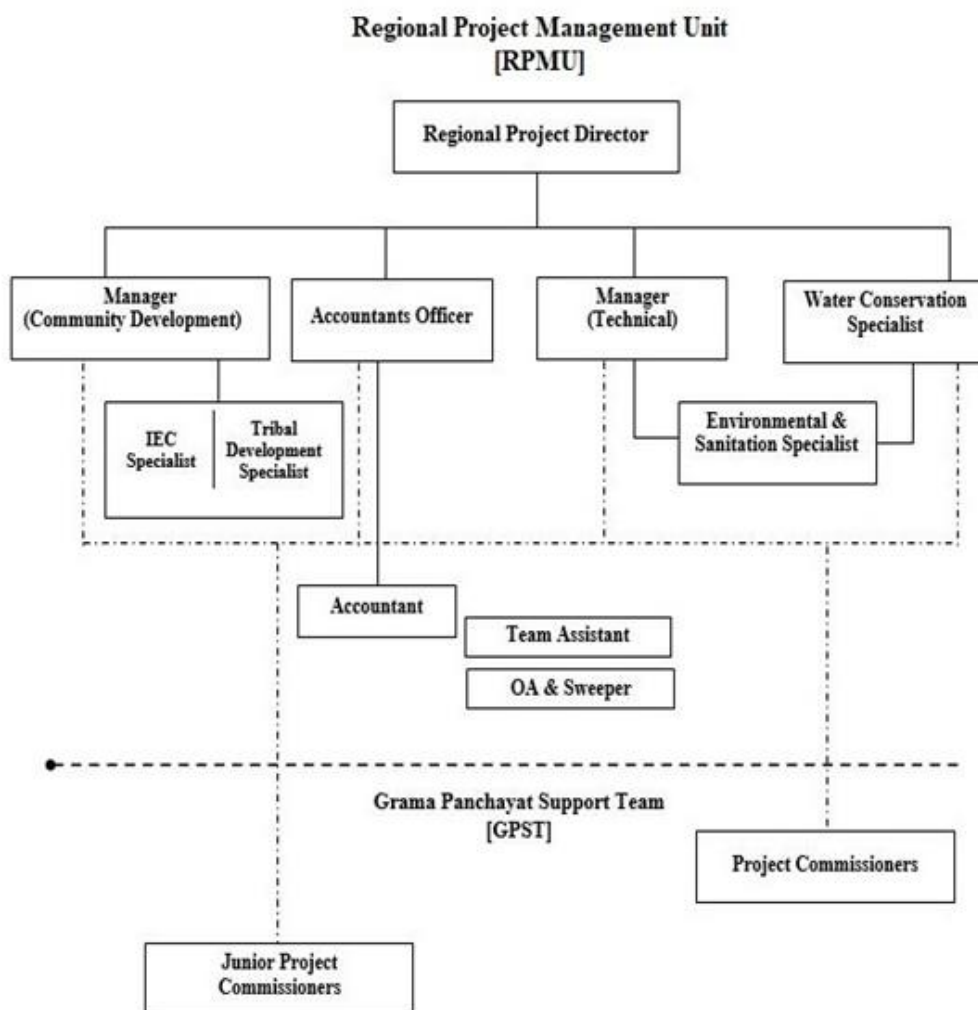 Regional Project Management Unit
[RPMU]
Regional Project Director
Manager
(Community Development)
Accountants Officer
Manager
(Technical)
Water Conservation
Specialist
IEC
Specialist
Tribal
Development
Specialist
Environmental &
Sanitation Specialist
Accountant
Team Assistant
OA & Sweeper
Grama Panchayat Support Team
[GPST]
Project Commissioners
Junior Project
Commissioners